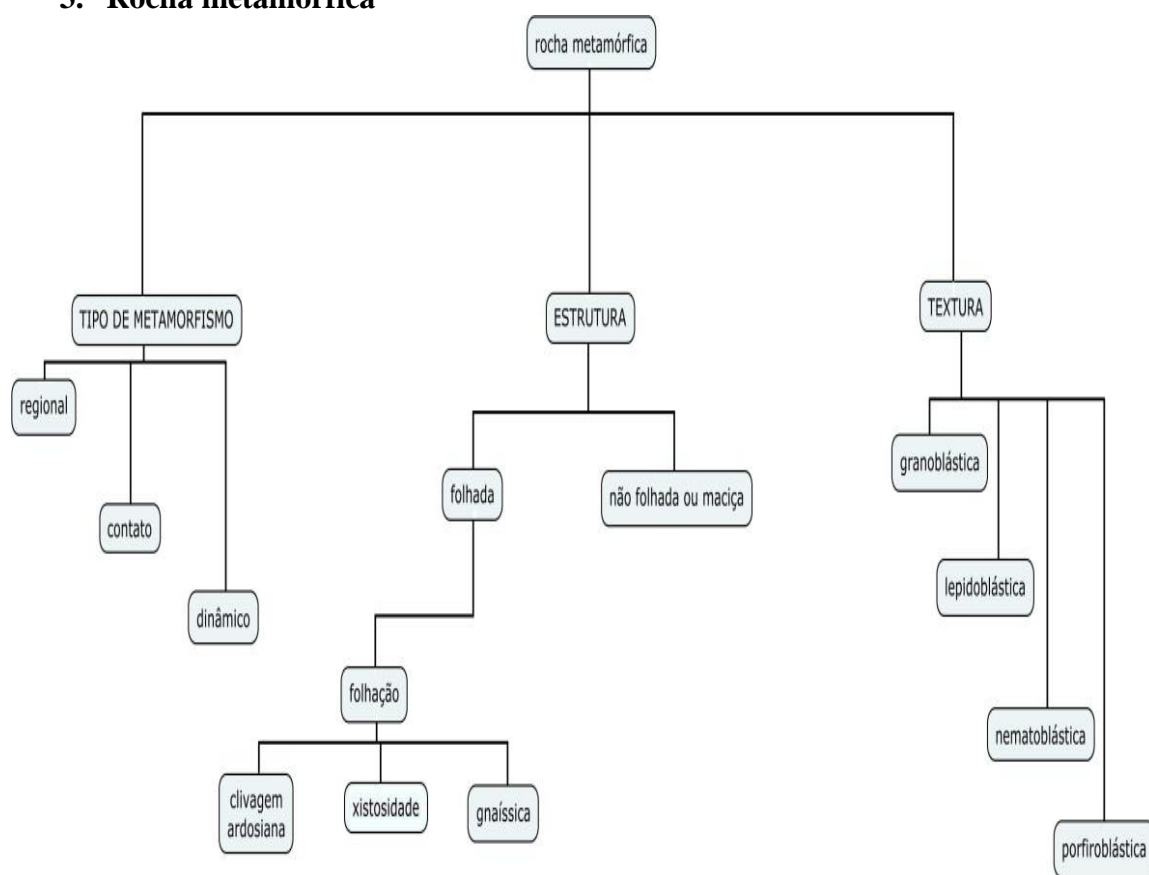 Rocha metamórfica
rocha metamórfica
TIPO DE METAMORFISMO
ESTRUTURA
TEXTURA
regional
contato
dinâmico
folhada
não folhada ou maciça
folhação
clivagem
ardosiana
xistosidade
gnaíssica
granoblástica
lepidoblástica
nematoblástica
porfiroblástica